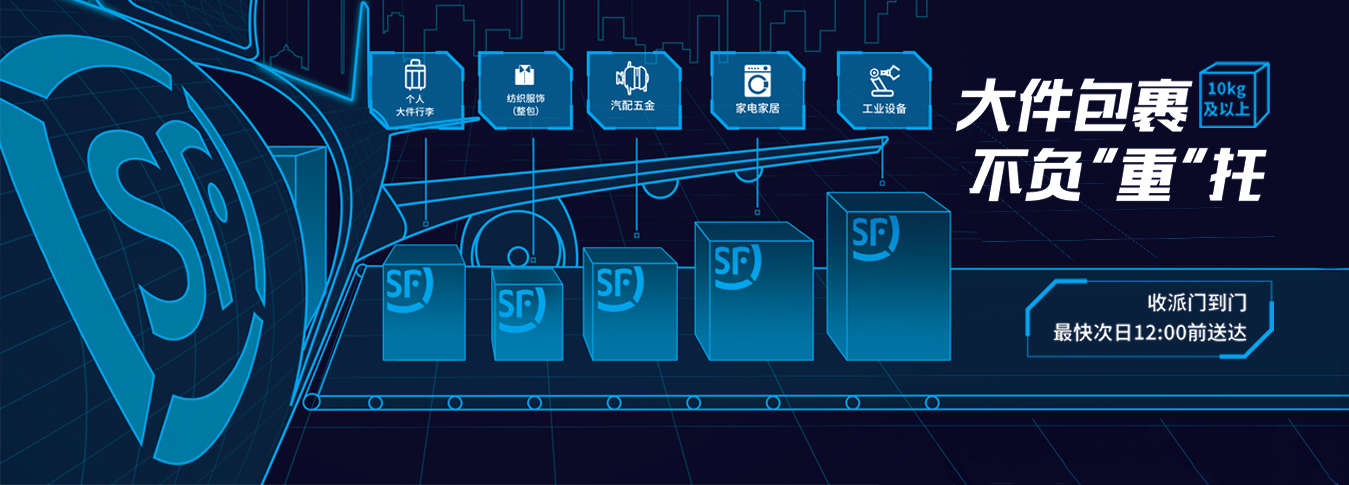 SF
个人
大件行李
纺织服饰
(整包)
汽配五金
家电家居
工业设备
大件包裹
10kg
及以上
不负"重"托
SF
SF
SF
SF
SF
收派门到门
最快次日12:00前送达